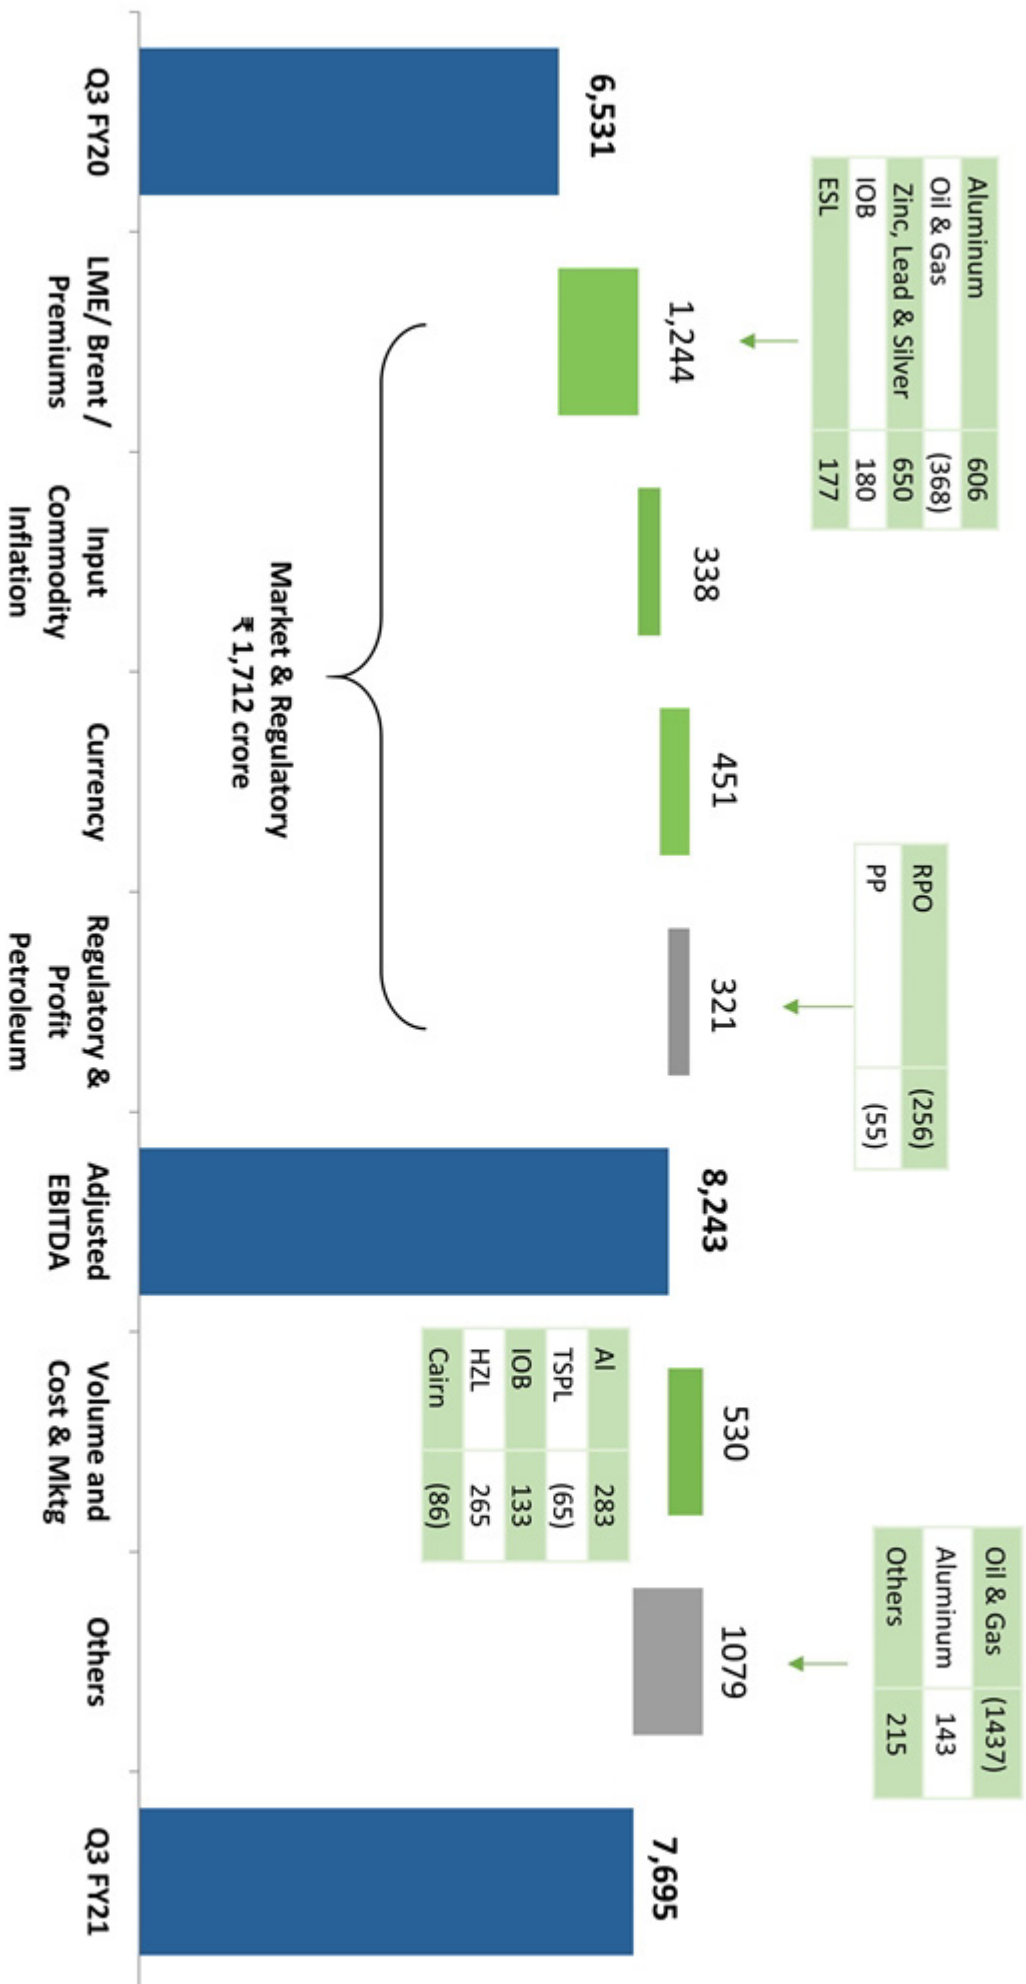 Aluminum 606
Oil & Gas (368)
Zinc, Lead & Silver 650
IOB 180
ESL 177
RPO (256)
PP (55)
Oil & Gas (1437)
Aluminum 143
Others 215
6,531
1,244
338
451
321
8,243
530
1079
7,695
Al 283
TSPL (65)
IOB 133
HZL 265
Cairn (86)
Market & Regulatory
₹ 1,712 crore
Q3 FY20
LME/ Brent /
Premiums
Input
Commodity
Inflation
Currency
Regulatory &
Profit
Petroleum
Adjusted
EBITDA
Volume and
Cost & Mktg
Others
Q3 FY21